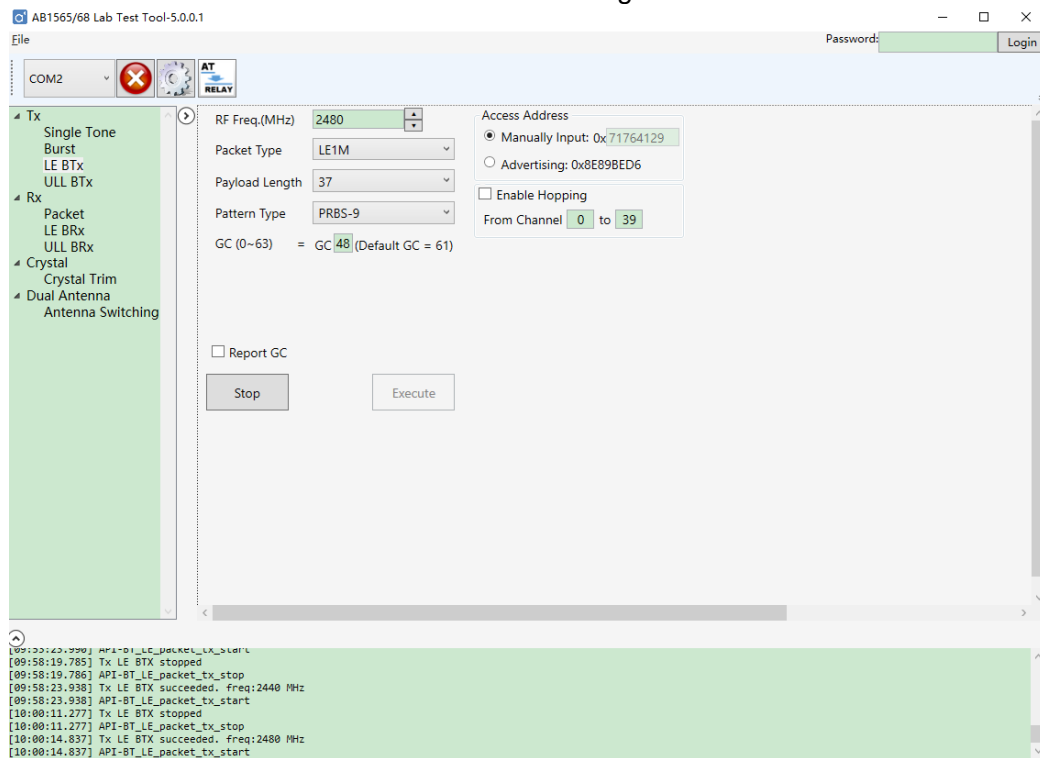 AB1565/68 Lab Test Tool-5.0.0.1
File
Password:
Login
COM2
AT
RELAY
Tx
Single Tone
Burst
LE BTx
ULL BTx
Rx
Packet
LE BRx
ULL BRx
Crystal
Crystal Trim
Dual Antenna
Antenna Switching
RF Freq.(MHz) 2480
Packet Type LE1M
Payload Length 37
Pattern Type PRBS-9
GC (0~63) = GC 48 (Default GC = 61)
Report GC
Stop Execute
Access Address
Manually Input: 0x 71764129
Advertising: 0x8E89BED6
Enable Hopping
From Channel 0 to 39
[09:53:23.990] API-BT_LE_packet_tx_start
[09:58:19.785] Tx LE BTX stopped
[09:58:19.786] API-BT_LE_packet_tx_stop
[09:58:23.938] Tx LE BTX succeeded. freq:2440 MHz
[09:58:23.938] API-BT_LE_packet_tx_start
[10:00:11.277] Tx LE BTX stopped
[10:00:11.277] API-BT_LE_packet_tx_stop
[10:00:14.837] Tx LE BTX succeeded. freq:2480 MHz
[10:00:14.837] API-BT_LE_packet_tx_start